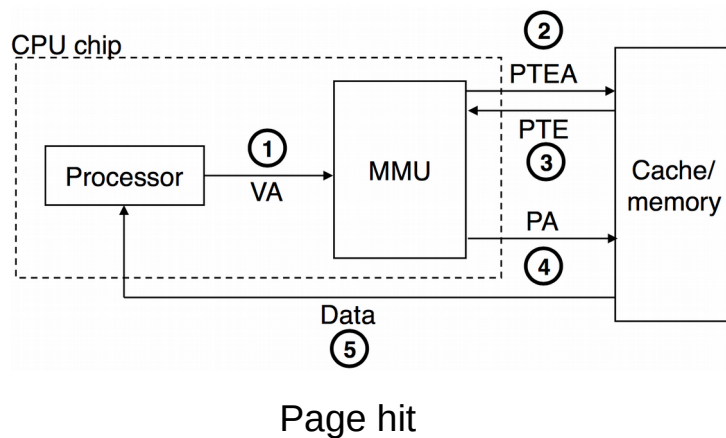 CPU chip
2
PTEA
PTE
3
1
VA
Processor
MMU
Cache/
memory
PA
4
Data
5
Page hit